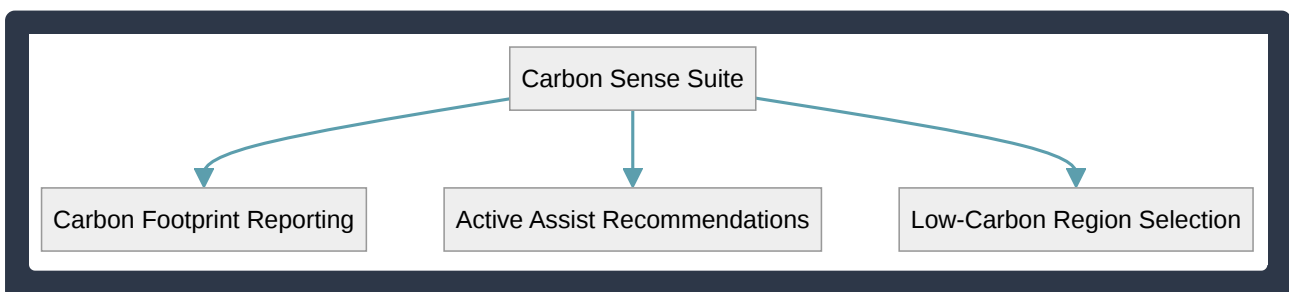 Carbon Sense Suite
Carbon Footprint Reporting
Active Assist Recommendations
Low-Carbon Region Selection